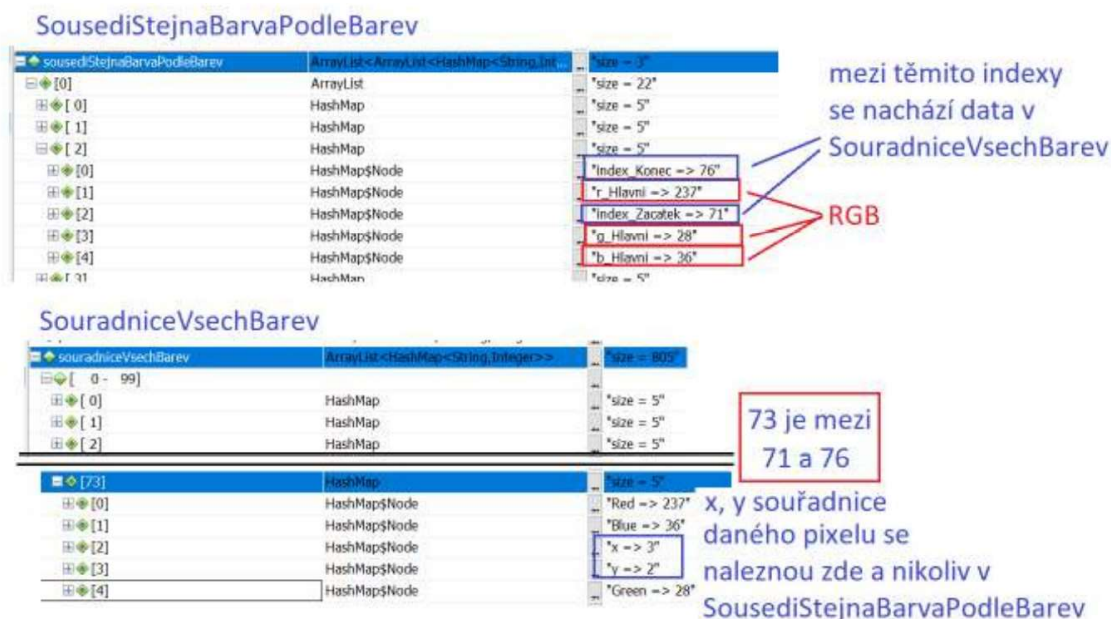 SousediStejnaBarvaPodleBarev
sousediStejnaBarvaPodleBarev ArrayList<ArrayList<HashMap<String,Int... ... "size = 3"
[0] ArrayList ... "size = 22"
[ 0] HashMap ... "size = 5"
[ 1] HashMap ... "size = 5"
[ 2] HashMap ... "size = 5"
[0] HashMap$Node ... "Index_Konec => 76"
[1] HashMap$Node ... "r_Hlavni => 237"
[2] HashMap$Node ... "index_Zacatek => 71"
[3] HashMap$Node ... "g_Hlavni => 28"
[4] HashMap$Node ... "b_Hlavni => 36"
[ 3] HashMap "size = 5"
mezi těmito indexy
se nachází data v
SouradniceVsechBarev
RGB
SouradniceVsechBarev
souradniceVsechBarev ArrayList<HashMap<String,Integer>> ... "size = 805"
[ 0 - 99] ...
[ 0] HashMap ... "size = 5"
[ 1] HashMap ... "size = 5"
[ 2] HashMap ... "size = 5"
73 je mezi
71 a 76
[73] HashMap ... "size = 5"
[0] HashMap$Node ... "Red => 237"
[1] HashMap$Node ... "Blue => 36"
[2] HashMap$Node ... "x => 3"
[3] HashMap$Node ... "y => 2"
[4] HashMap$Node ... "Green => 28"
x, y souřadnice
daného pixelu se
naleznou zde a nikoliv v
SousediStejnaBarvaPodleBarev